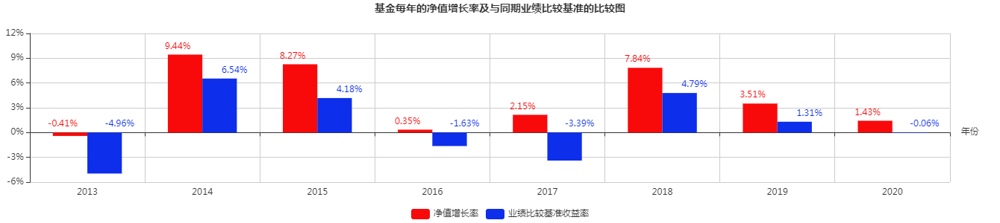 基金每年的净值增长率及与同期业绩比较基准的比较图
12%
9%
6%
3%
0%
-3%
-6%
-0.41% -4.96% 9.44% 6.54% 8.27% 4.18% 0.35% -1.63% 2.15% -3.39% 7.84% 4.79% 3.51% 1.31% 1.43% -0.06%
年份
2013 2014 2015 2016 2017 2018 2019 2020
净值增长率 业绩比较基准收益率